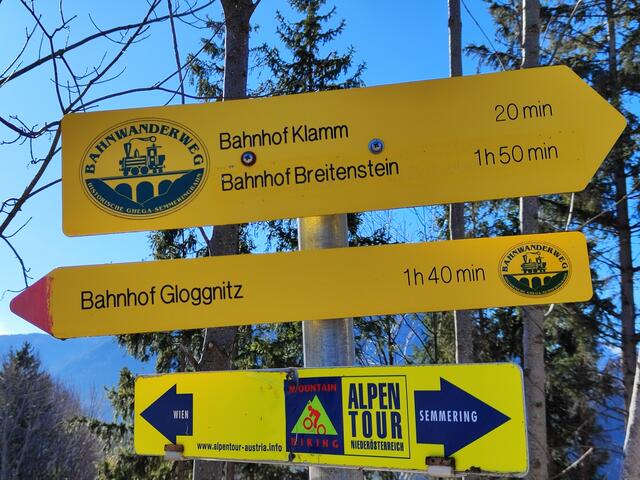 BAHNWANDERWEG
HISTORISCHE GHEGA-SEMMERINGBAHN
Bahnhof Klamm 20 min
Bahnhof Breitenstein 1h 50 min
Bahnhof Gloggnitz 1h 40 min
BAHNWANDERWEG
WIEN
www.alpentour-austria.info
MOUNTAIN
BIKING
ALPEN
TOUR
NIEDERÖSTERREICH
SEMMERING